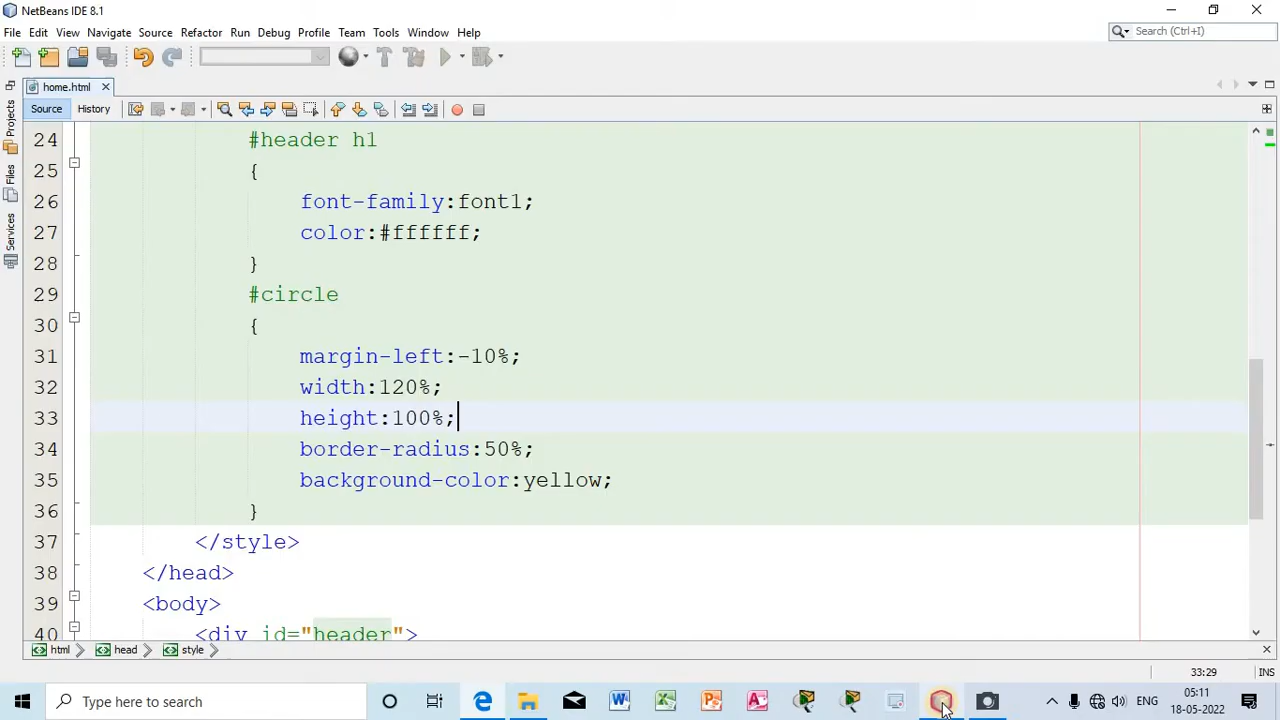 NetBeans IDE 8.1
File Edit View Navigate Source Refactor Run Debug Profile Team Tools Window Help
Search (Ctrl+I)
home.html
Source History
Projects
Files
Services
24 #header h1
25 {
26 font-family:font1;
27 color:#ffffff;
28 }
29 #circle
30 {
31 margin-left:-10%;
32 width:120%;
33 height:100%;
34 border-radius:50%;
35 background-color:yellow;
36 }
37 </style>
38 </head>
39 <body>
40 <div id="header">
html head style
33:29 INS
Type here to search
ENG
05:11
18-05-2022